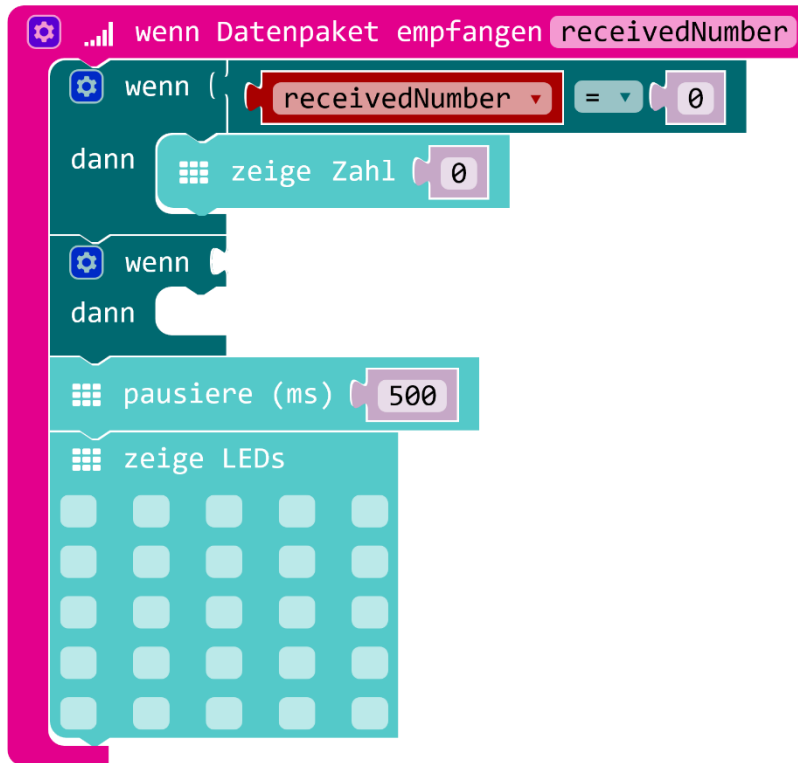 wenn Datenpaket empfangen receivedNumber
wenn ( receivedNumber = 0
dann zeige Zahl 0
wenn
dann
pausiere (ms) 500
zeige LEDs